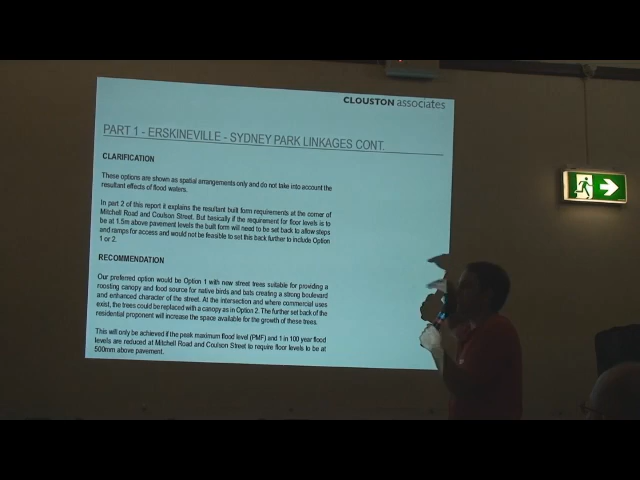 CLOUSTON associates
PART 1 - ERSKINEVILLE - SYDNEY PARK LINKAGES CONT.
CLARIFICATION
These options are shown as spatial arrangements only and do not take into account the
resultant effects of flood waters.
In part 2 of this report it explains the resultant built form requirements at the corner of
Mitchell Road and Coulson Street. But basically if the requirement for floor levels is to
be at 1.5m above pavement levels the built form will need to be set back to allow steps
and ramps for access and would not be feasible to set this back further to include Option
1 or 2.
RECOMMENDATION
Our preferred option would be Option 1 with new street trees suitable for providing a
roosting canopy and food source for native birds and bats creating a strong boulevard
and enhanced character of the street. At the intersection and where commercial uses
exist, the trees could be replaced with a canopy as in Option 2. The further set back of the
residential proponent will increase the space available for the growth of these trees.
This will only be achieved if the peak maximum flood level (PMF) and 1 in 100 year flood
levels are reduced at Mitchell Road and Coulson Street to require floor levels to be at
500mm above pavement.